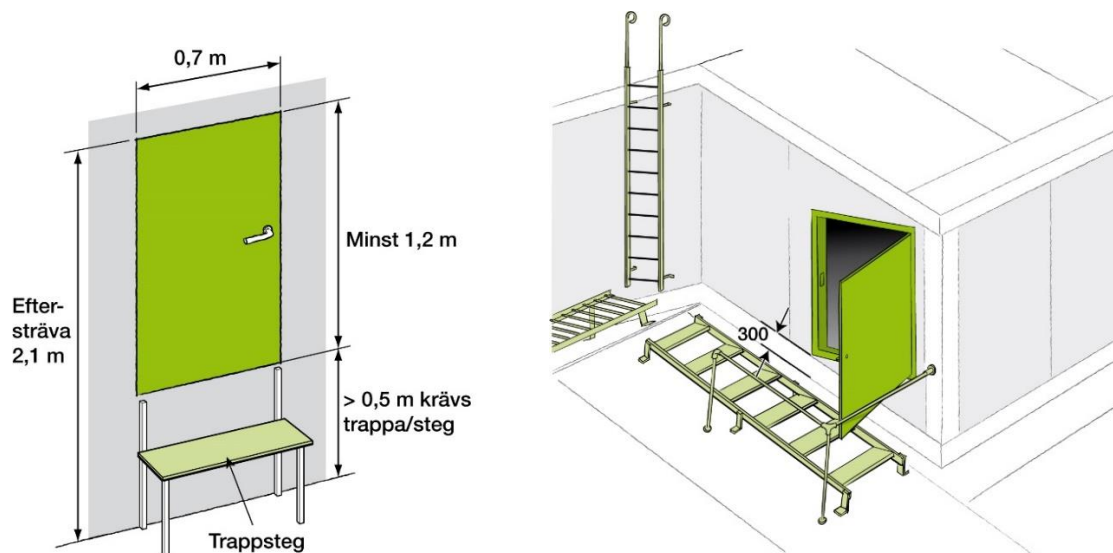 0,7 m
Efter-
sträva
2,1 m
Minst 1,2 m
> 0,5 m krävs
trappa/steg
Trappsteg
300